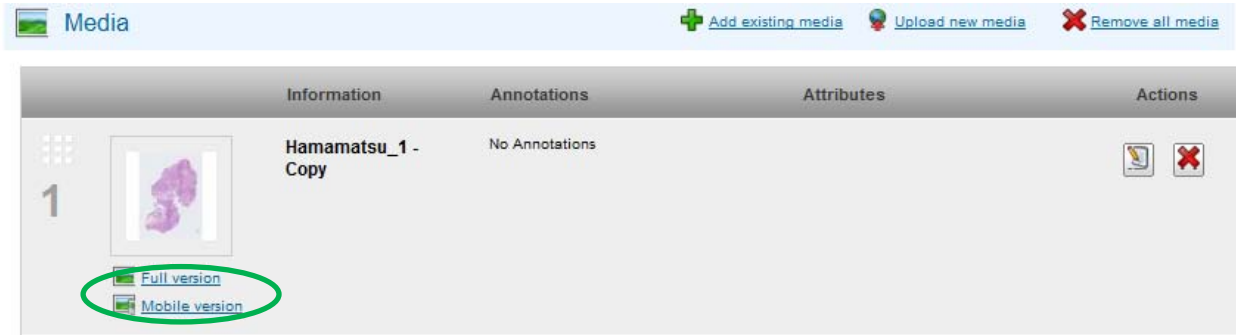 Media
Add existing media
Upload new media
Remove all media
Information
Annotations
Attributes
Actions
1
Hamamatsu_1 -
Copy
No Annotations
Full version
Mobile version